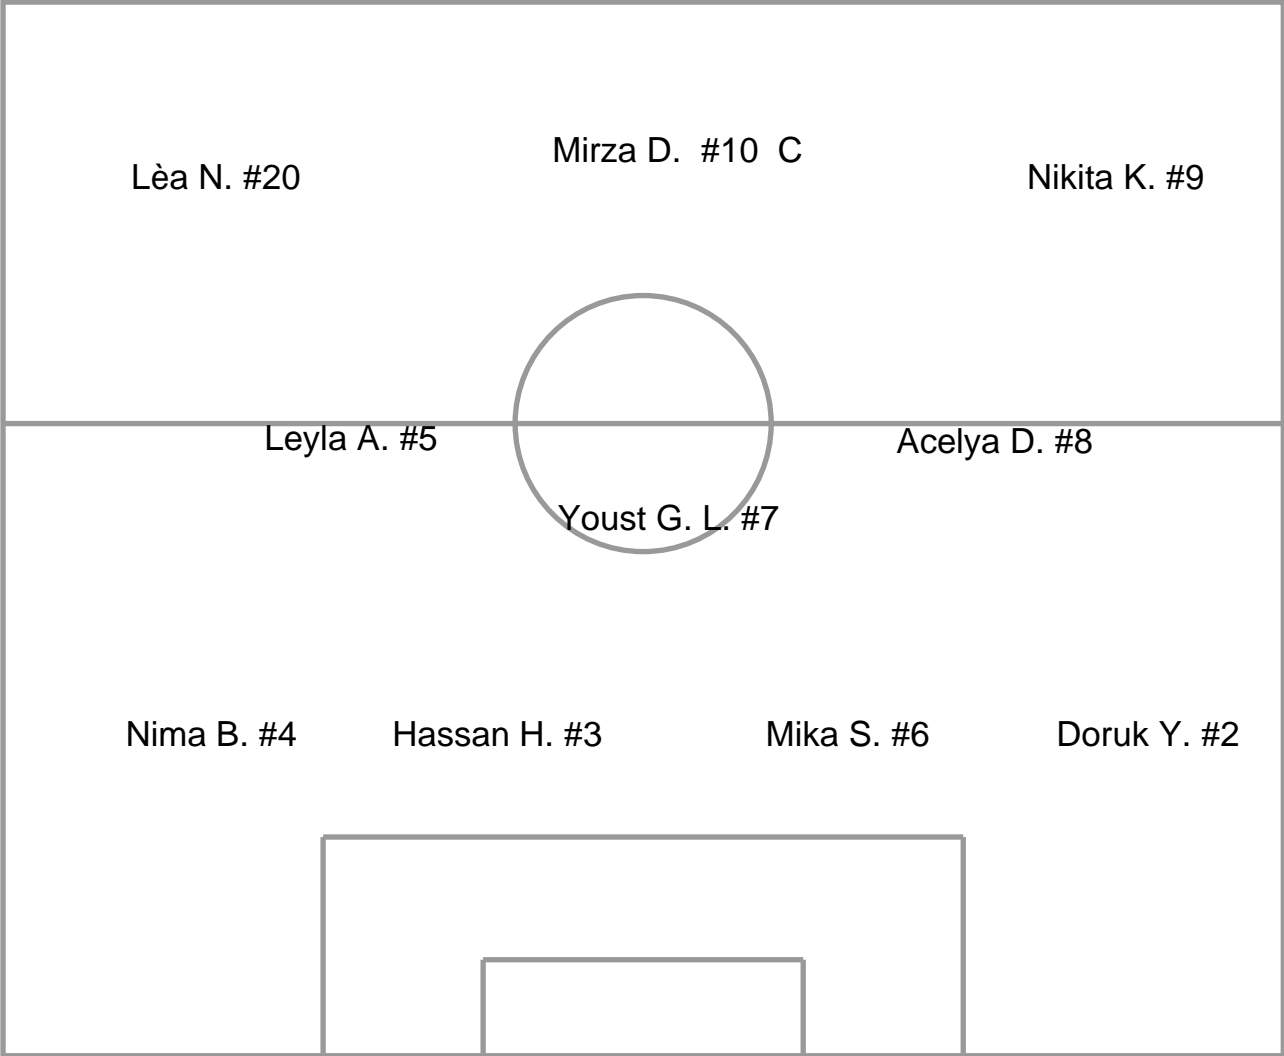 Lèa N. #20
Mirza D.  #10  C
Nikita K. #9
Leyla A. #5
Acelya D. #8
Youst G. L. #7
Nima B. #4
Hassan H. #3
Mika S. #6
Doruk Y. #2